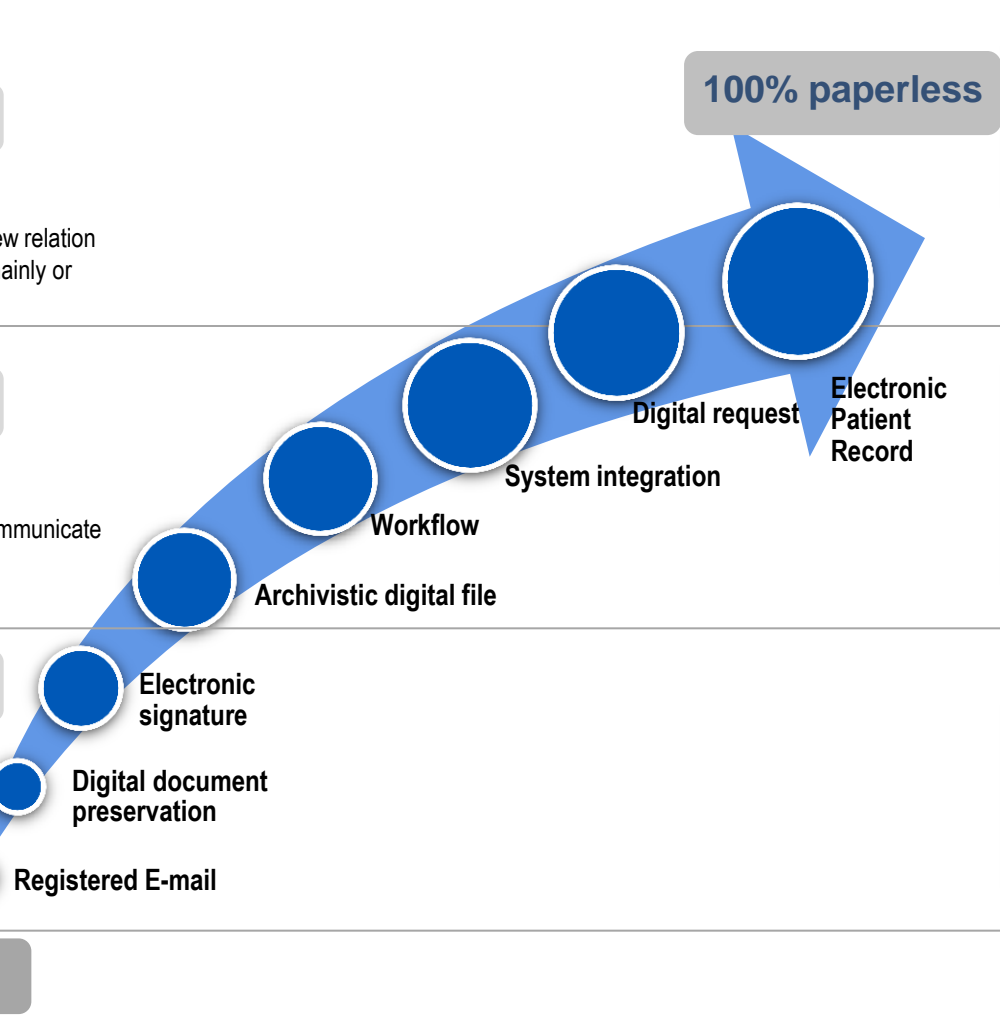 100% paperless
ew relation
ainly or
Electronic
Patient
Record
Digital request
System integration
mmunicate
Workflow
Archivistic digital file
Electronic
signature
Digital document
preservation
Registered E-mail